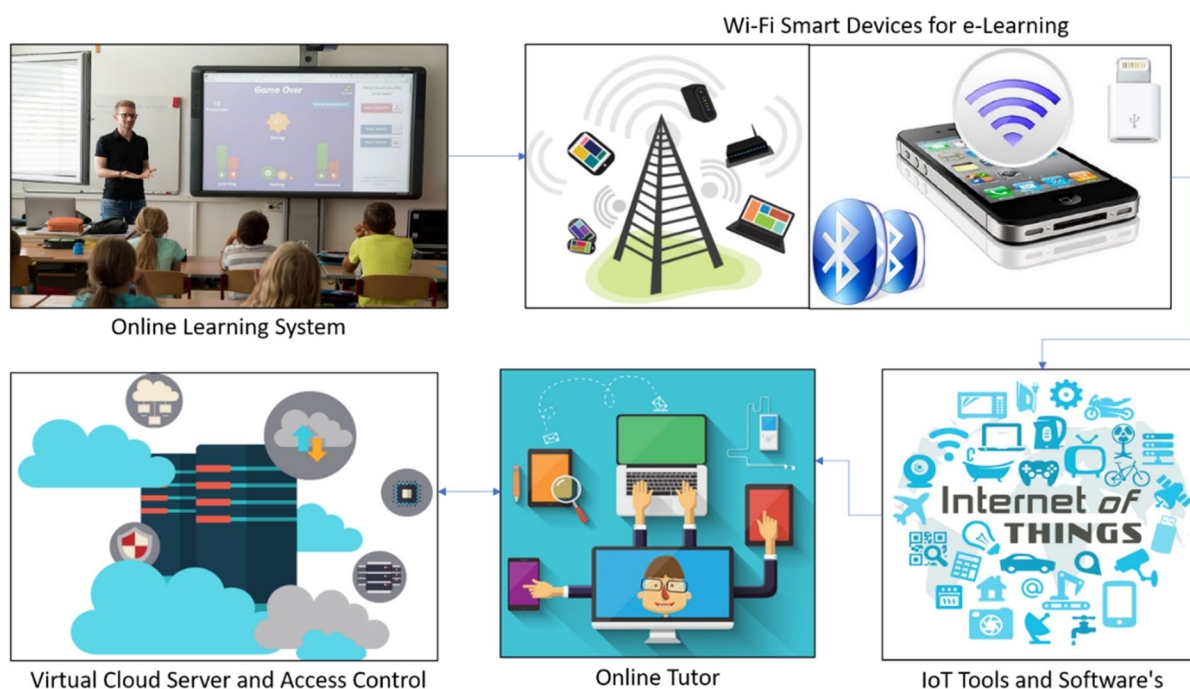 Wi-Fi Smart Devices for e-Learning
Game Over
Online Learning System
Internet of
THINGS
Virtual Cloud Server and Access Control
Online Tutor
IoT Tools and Software's